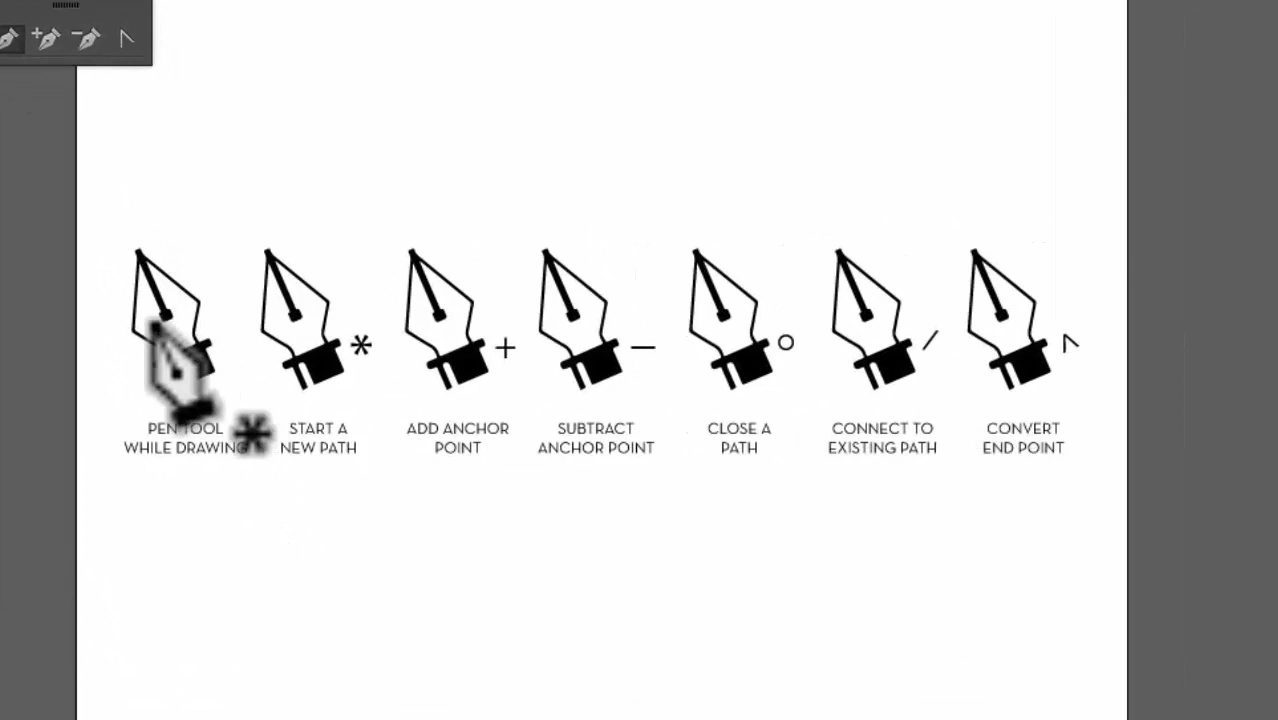 PEN TOOL
WHILE DRAWING
START A
NEW PATH
ADD ANCHOR
POINT
SUBTRACT
ANCHOR POINT
CLOSE A
PATH
CONNECT TO
EXISTING PATH
CONVERT
END POINT